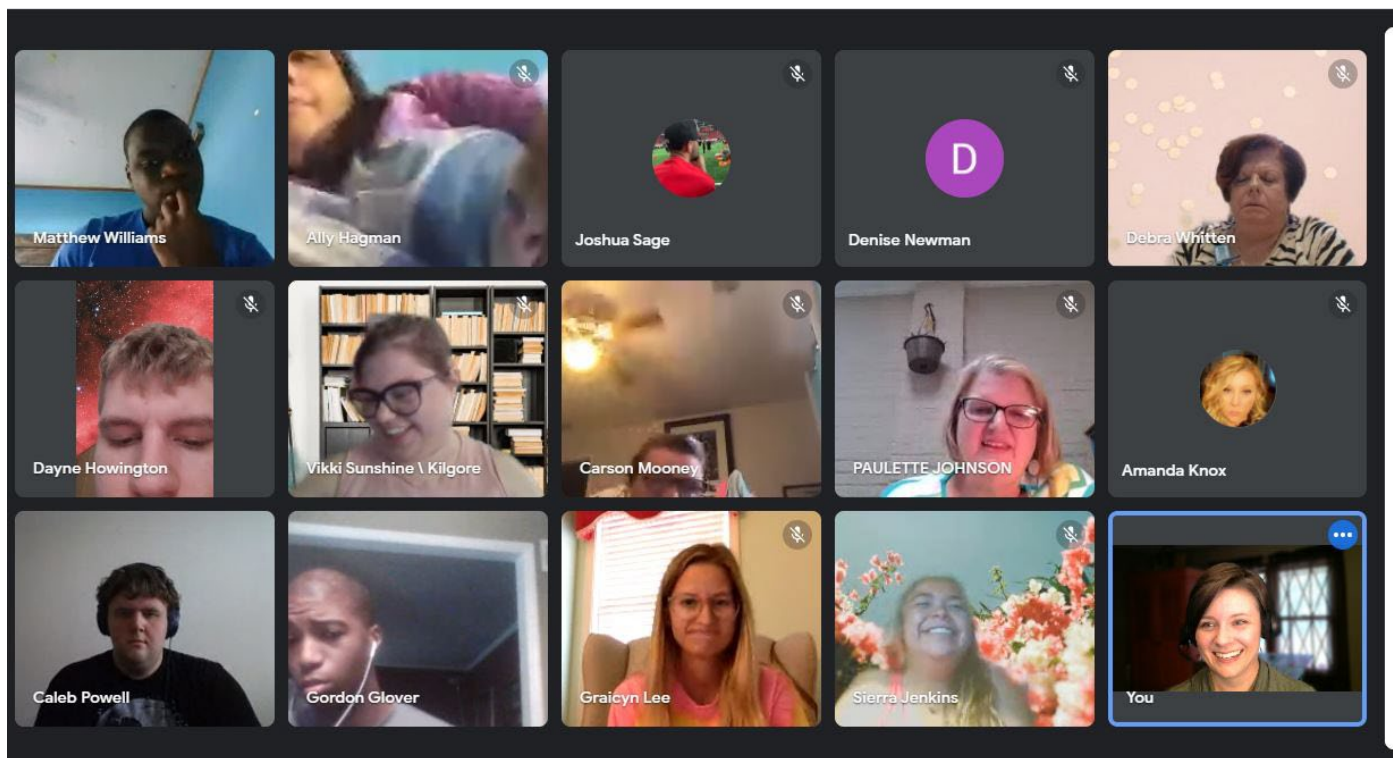 Matthew Williams
Ally Hagman
Joshua Sage
D
Denise Newman
Debra Whitten
Dayne Howington
Vikki Sunshine \ Kilgore
Carson Mooney
PAULETTE JOHNSON
Amanda Knox
Caleb Powell
Gordon Glover
Graicyn Lee
Sierra Jenkins
You